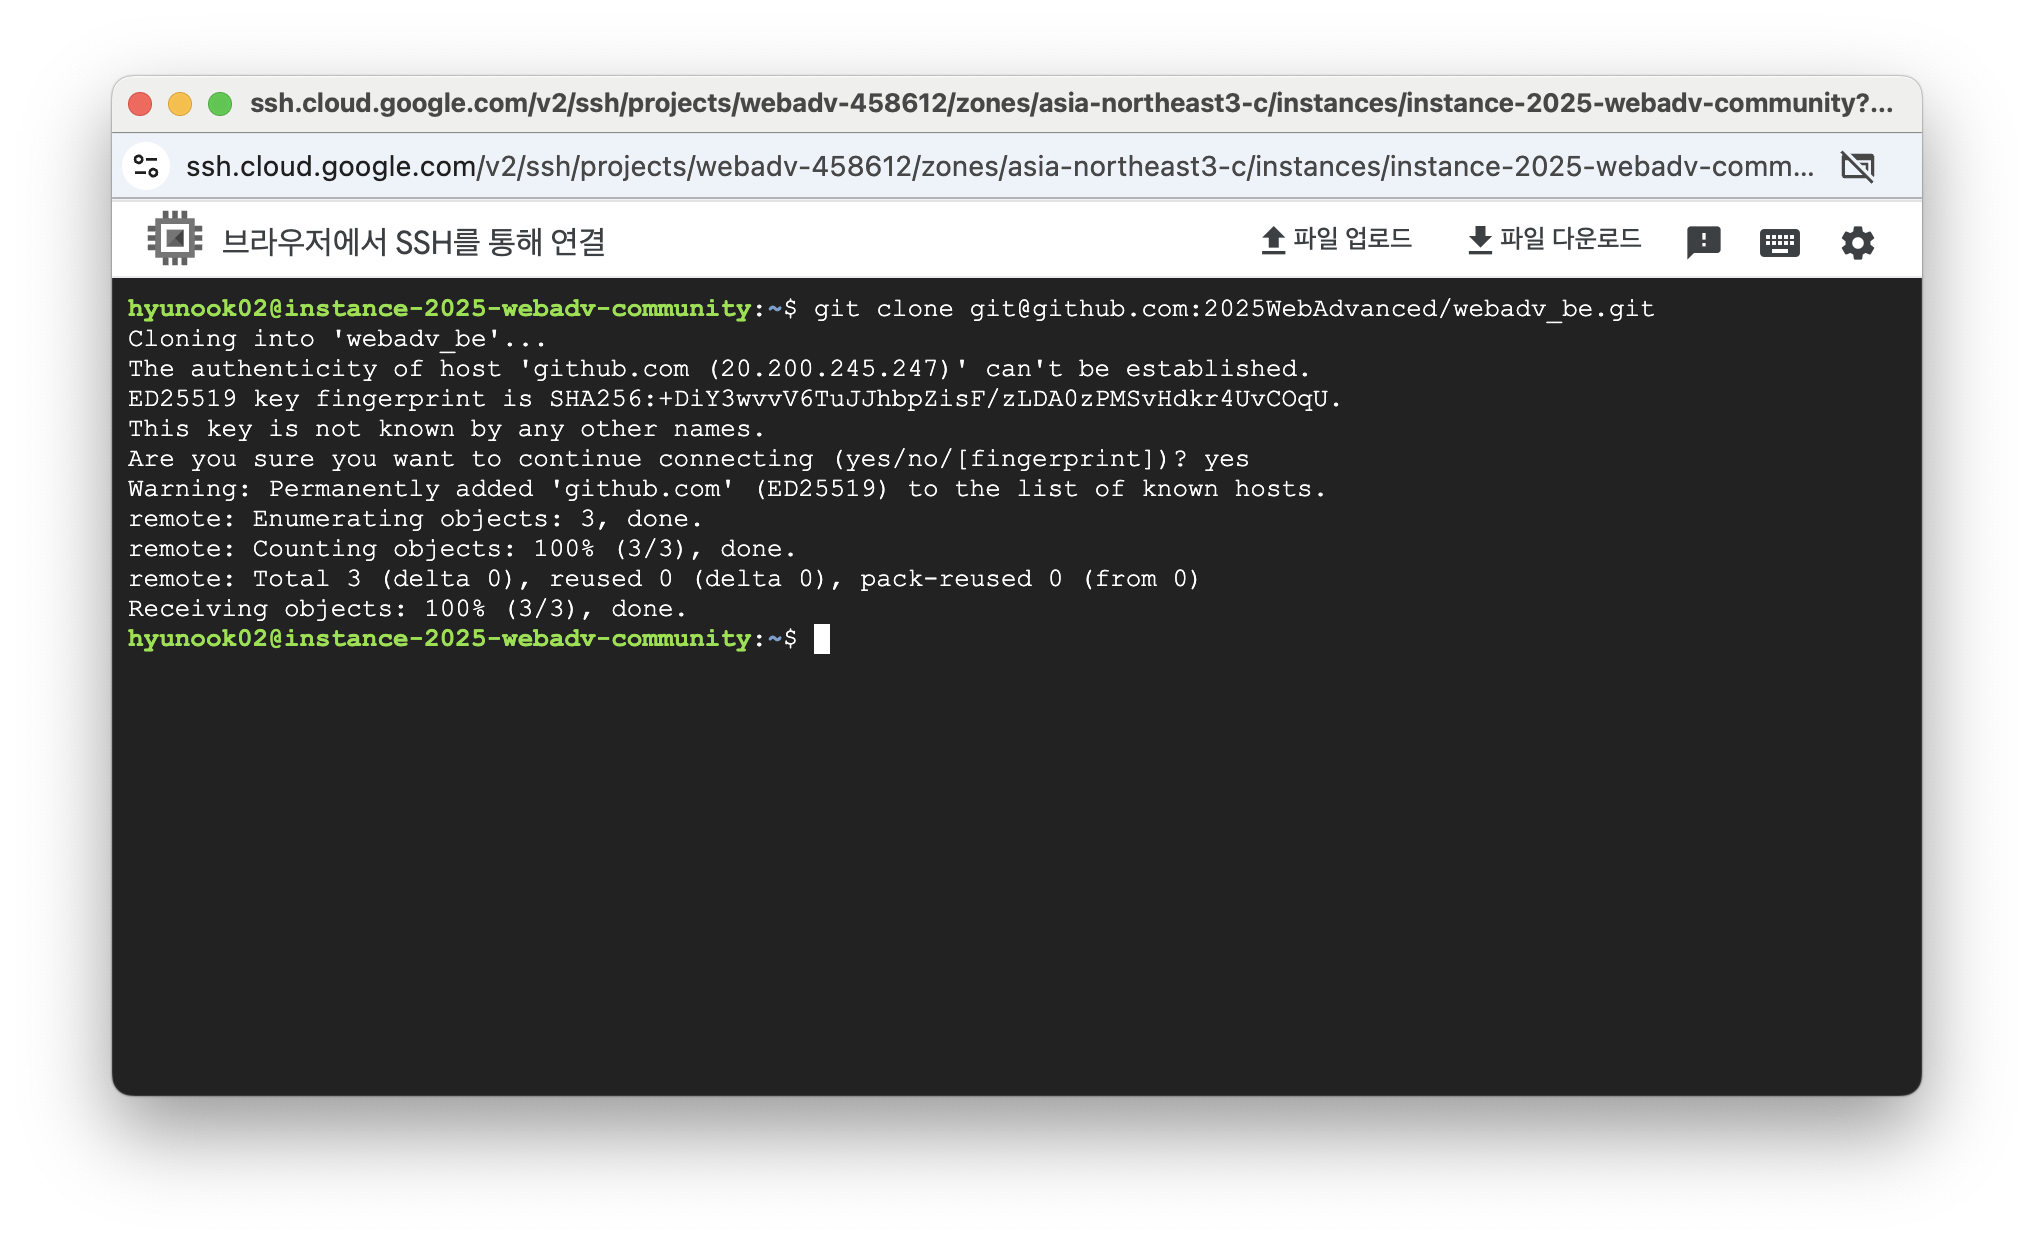 ssh.cloud.google.com/v2/ssh/projects/webadv-458612/zones/asia-northeast3-c/instances/instance-2025-webadv-community?...
ssh.cloud.google.com/v2/ssh/projects/webadv-458612/zones/asia-northeast3-c/instances/instance-2025-webadv-comm...
브라우저에서 SSH를 통해 연결 파일 업로드 파일 다운로드
hyunook02@instance-2025-webadv-community:~$ git clone git@github.com:2025WebAdvanced/webadv_be.git
Cloning into 'webadv_be'...
The authenticity of host 'github.com (20.200.245.247)' can't be established.
ED25519 key fingerprint is SHA256:+DiY3wvvV6TuJJhbpZisF/zLDA0zPMSvHdkr4UvCOqU.
This key is not known by any other names.
Are you sure you want to continue connecting (yes/no/[fingerprint])? yes
Warning: Permanently added 'github.com' (ED25519) to the list of known hosts.
remote: Enumerating objects: 3, done.
remote: Counting objects: 100% (3/3), done.
remote: Total 3 (delta 0), reused 0 (delta 0), pack-reused 0 (from 0)
Receiving objects: 100% (3/3), done.
hyunook02@instance-2025-webadv-community:~$